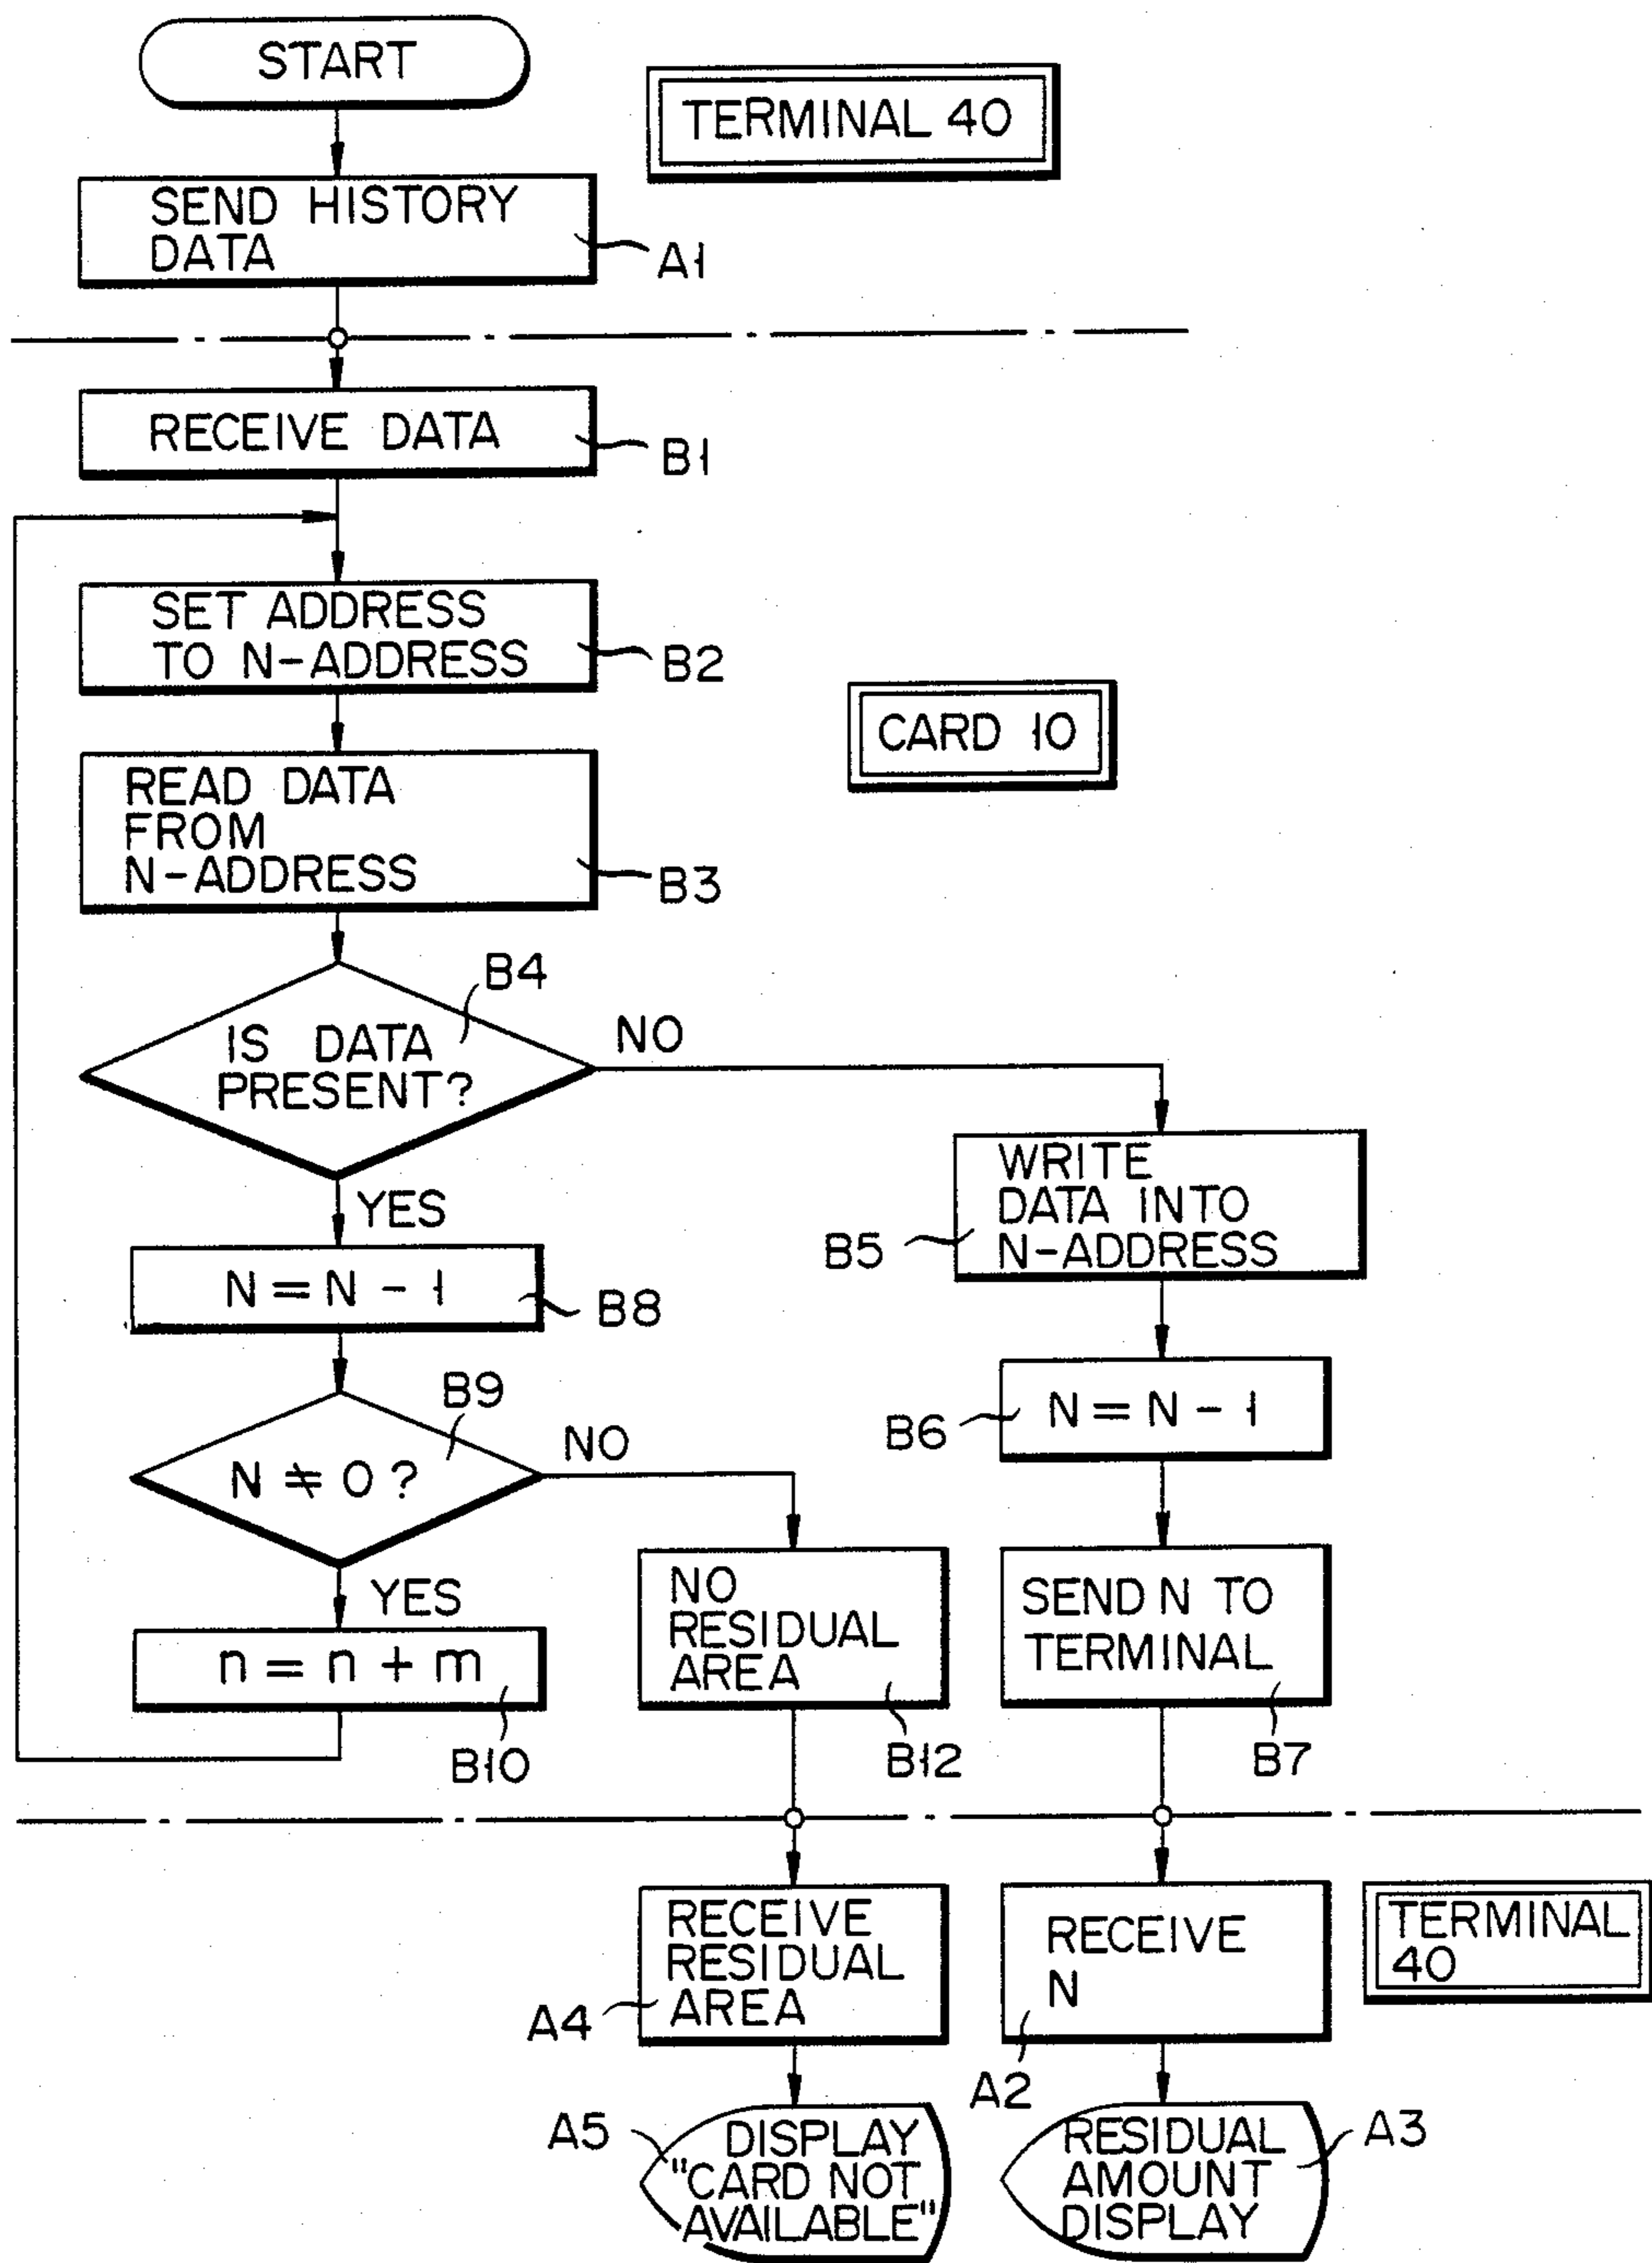 START
TERMINAL 40
SEND HISTORY
DATA
A1
RECEIVE DATA
B1
SET ADDRESS
TO N-ADDRESS
B2
CARD 10
READ DATA
FROM
N-ADDRESS
B3
B4
IS DATA
PRESENT?
NO
YES
WRITE
DATA INTO
N-ADDRESS
B5
N = N - 1
B8
B9
N ≠ 0 ?
NO
YES
N = N - 1
B6
n = n + m
B10
NO
RESIDUAL
AREA
B12
SEND N TO
TERMINAL
B7
RECEIVE
RESIDUAL
AREA
A4
RECEIVE
N
A2
TERMINAL
40
A5
DISPLAY
"CARD NOT
AVAILABLE"
RESIDUAL
AMOUNT
DISPLAY
A3